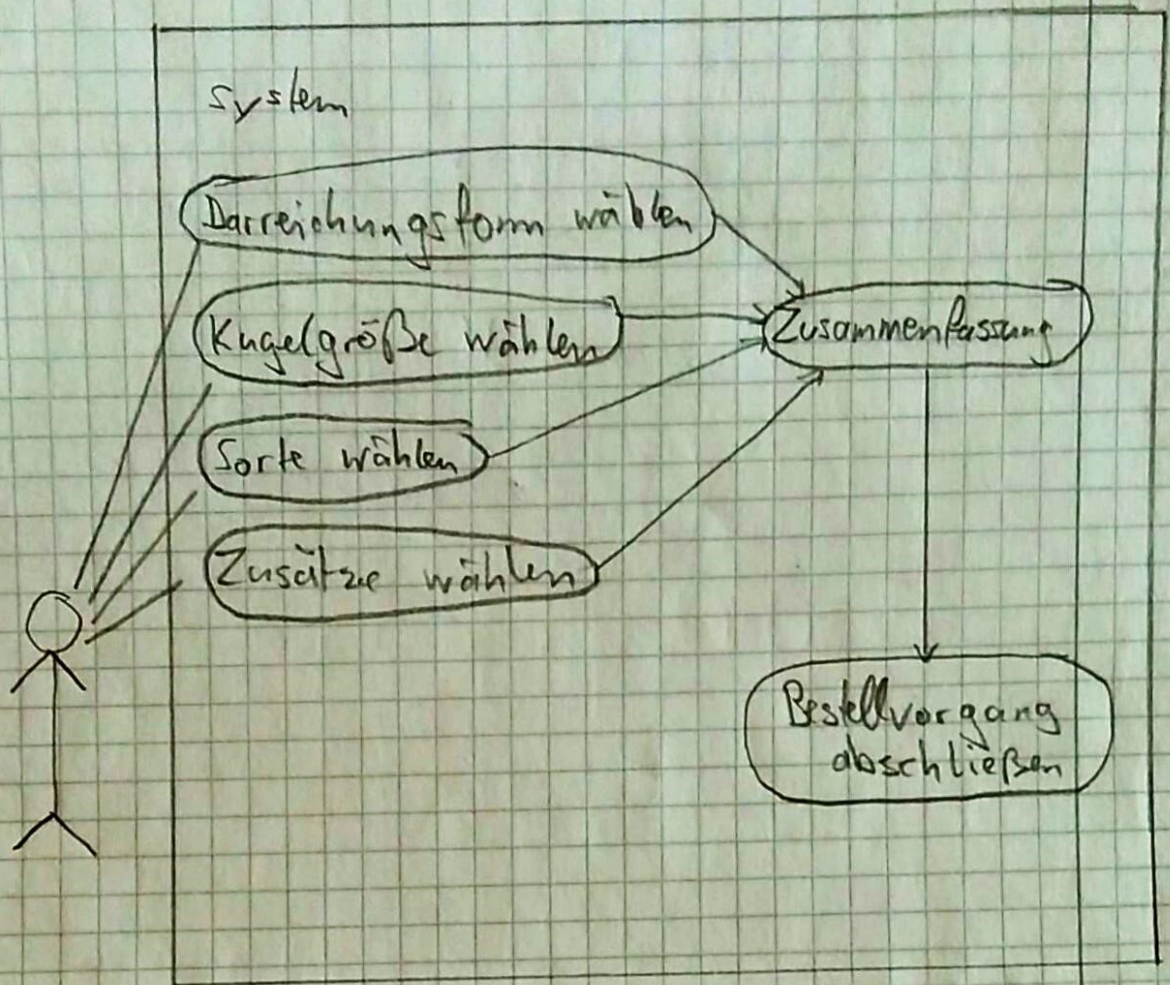 System
Darreichungsform wählen
Kugelgröße wählen
Zusammenfassung
Sorte wählen
Zusätze wählen
Bestellvorgang
abschließen